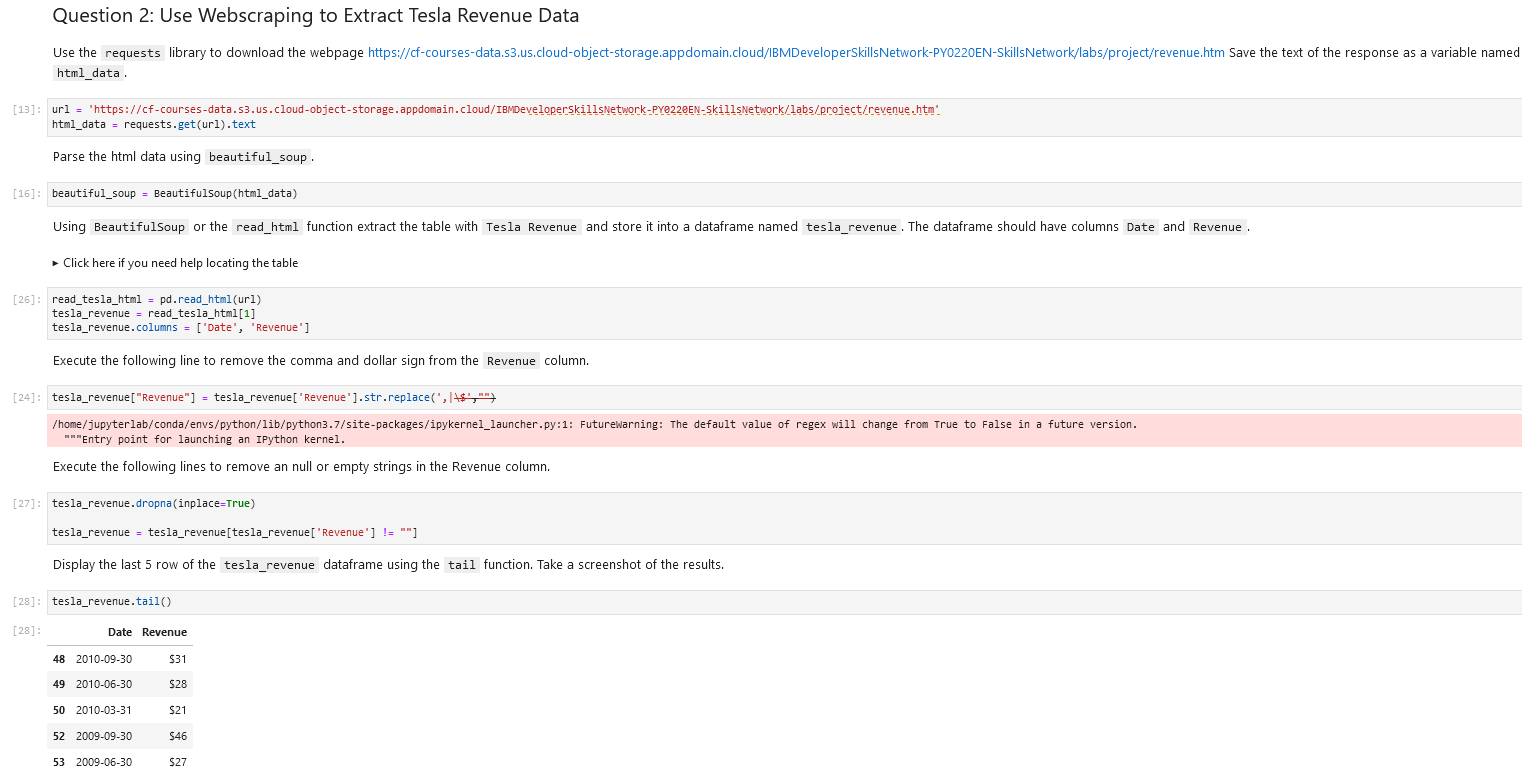 Question 2: Use Webscraping to Extract Tesla Revenue Data
Use the requests library to download the webpage https://cf-courses-data.s3.us.cloud-object-storage.appdomain.cloud/IBMDeveloperSkillsNetwork-PY0220EN-SkillsNetwork/labs/project/revenue.htm Save the text of the response as a variable named
html_data.
[13]: url = 'https://cf-courses-data.s3.us.cloud-object-storage.appdomain.cloud/IBMDeveloperSkillsNetwork-PY0220EN-SkillsNetwork/labs/project/revenue.htm'
html_data = requests.get(url).text
Parse the html data using beautiful_soup.
[16]: beautiful_soup = BeautifulSoup(html_data)
Using BeautifulSoup or the read_html function extract the table with Tesla Revenue and store it into a dataframe named tesla_revenue. The dataframe should have columns Date and Revenue.
▸ Click here if you need help locating the table
[26]: read_tesla_html = pd.read_html(url)
tesla_revenue = read_tesla_html[1]
tesla_revenue.columns = ['Date', 'Revenue']
Execute the following line to remove the comma and dollar sign from the Revenue column.
[24]: tesla_revenue["Revenue"] = tesla_revenue['Revenue'].str.replace(',|\$',"")
/home/jupyterlab/conda/envs/python/lib/python3.7/site-packages/ipykernel_launcher.py:1: FutureWarning: The default value of regex will change from True to False in a future version.
"""Entry point for launching an IPython kernel.
Execute the following lines to remove an null or empty strings in the Revenue column.
[27]: tesla_revenue.dropna(inplace=True)
tesla_revenue = tesla_revenue[tesla_revenue['Revenue'] != ""]
Display the last 5 row of the tesla_revenue dataframe using the tail function. Take a screenshot of the results.
[28]: tesla_revenue.tail()
[28]: Date Revenue
48 2010-09-30 $31
49 2010-06-30 $28
50 2010-03-31 $21
52 2009-09-30 $46
53 2009-06-30 $27